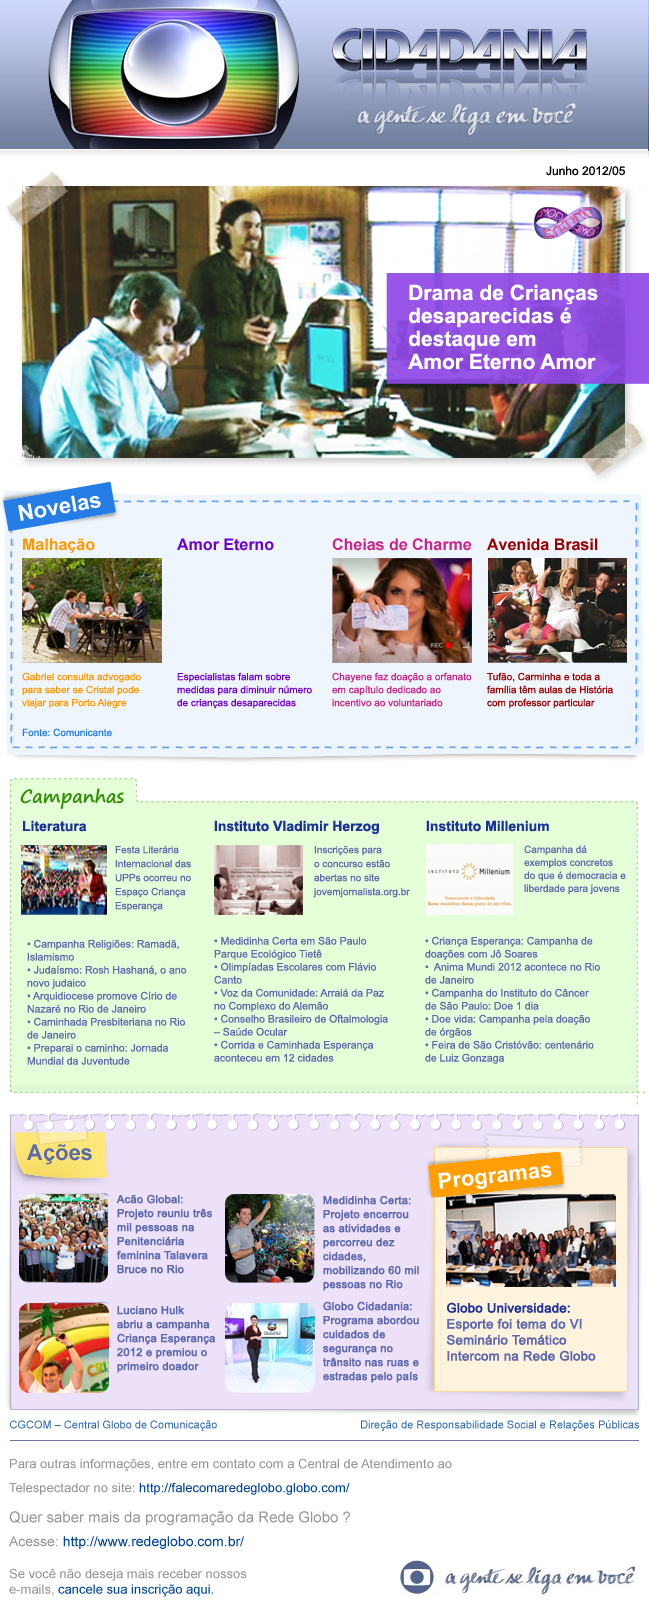 CIDADANIA
a gente se liga em você
Junho 2012/05
AMOR
ETERNO
AMOR
Drama de Crianças
desaparecidas é
destaque em
Amor Eterno Amor
Novelas
Malhação
Gabriel consulta advogado
para saber se Cristal pode
viajar para Porto Alegre
Amor Eterno
Especialistas falam sobre
medidas para diminuir número
de crianças desaparecidas
Cheias de Charme
REC
Chayene faz doação a orfanato
em capítulo dedicado ao
incentivo ao voluntariado
Avenida Brasil
Tufão, Carminha e toda a
família têm aulas de História
com professor particular
Fonte: Comunicante
Campanhas
Literatura
Festa Literária
Internacional das
UPPs ocorreu no
Espaço Criança
Esperança
• Campanha Religiões: Ramadã,
Islamismo
• Judaísmo: Rosh Hashaná, o ano
novo judaico
• Arquidiocese promove Círio de
Nazaré no Rio de Janeiro
• Caminhada Presbiteriana no Rio
de Janeiro
• Preparai o caminho: Jornada
Mundial da Juventude
Instituto Vladimir Herzog
Inscrições para
o concurso estão
abertas no site
jovemjornalista.org.br
• Medidinha Certa em São Paulo
Parque Ecológico Tietê
• Olimpíadas Escolares com Flávio
Canto
• Voz da Comunidade: Arraiá da Paz
no Complexo do Alemão
• Conselho Brasileiro de Oftalmologia
– Saúde Ocular
• Corrida e Caminhada Esperança
aconteceu em 12 cidades
Instituto Millenium
INSTITUTO Millenium
Campanha dá
exemplos concretos
do que é democracia e
liberdade para jovens
• Criança Esperança: Campanha de
doações com Jô Soares
• Anima Mundi 2012 acontece no Rio
de Janeiro
• Campanha do Instituto do Câncer
de São Paulo: Doe 1 dia
• Doe vida: Campanha pela doação
de órgãos
• Feira de São Cristóvão: centenário
de Luiz Gonzaga
Ações
Acão Global:
Projeto reuniu três
mil pessoas na
Penitenciária
feminina Talavera
Bruce no Rio
Medidinha Certa:
Projeto encerrou
as atividades e
percorreu dez
cidades,
mobilizando 60 mil
pessoas no Rio
Luciano Hulk
abriu a campanha
Criança Esperança
2012 e premiou o
primeiro doador
Globo Cidadania:
Programa abordou
cuidados de
segurança no
trânsito nas ruas e
estradas pelo país
Programas
Globo Universidade:
Esporte foi tema do VI
Seminário Temático
Intercom na Rede Globo
CGCOM – Central Globo de Comunicação
Direção de Responsabilidade Social e Relações Públicas
Para outras informações, entre em contato com a Central de Atendimento ao
Telespectador no site: http://falecomaredeglobo.globo.com/
Quer saber mais da programação da Rede Globo ?
Acesse: http://www.redeglobo.com.br/
Se você não deseja mais receber nossos
e-mails, cancele sua inscrição aqui.
a gente se liga em você